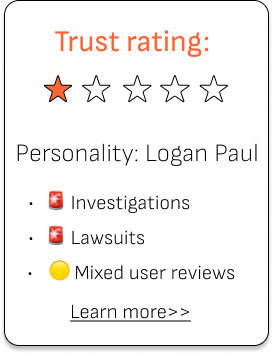 Trust rating:
Personality: Logan Paul
• 🚨 Investigations
• 🚨 Lawsuits
• 🟡 Mixed user reviews
Learn more>>